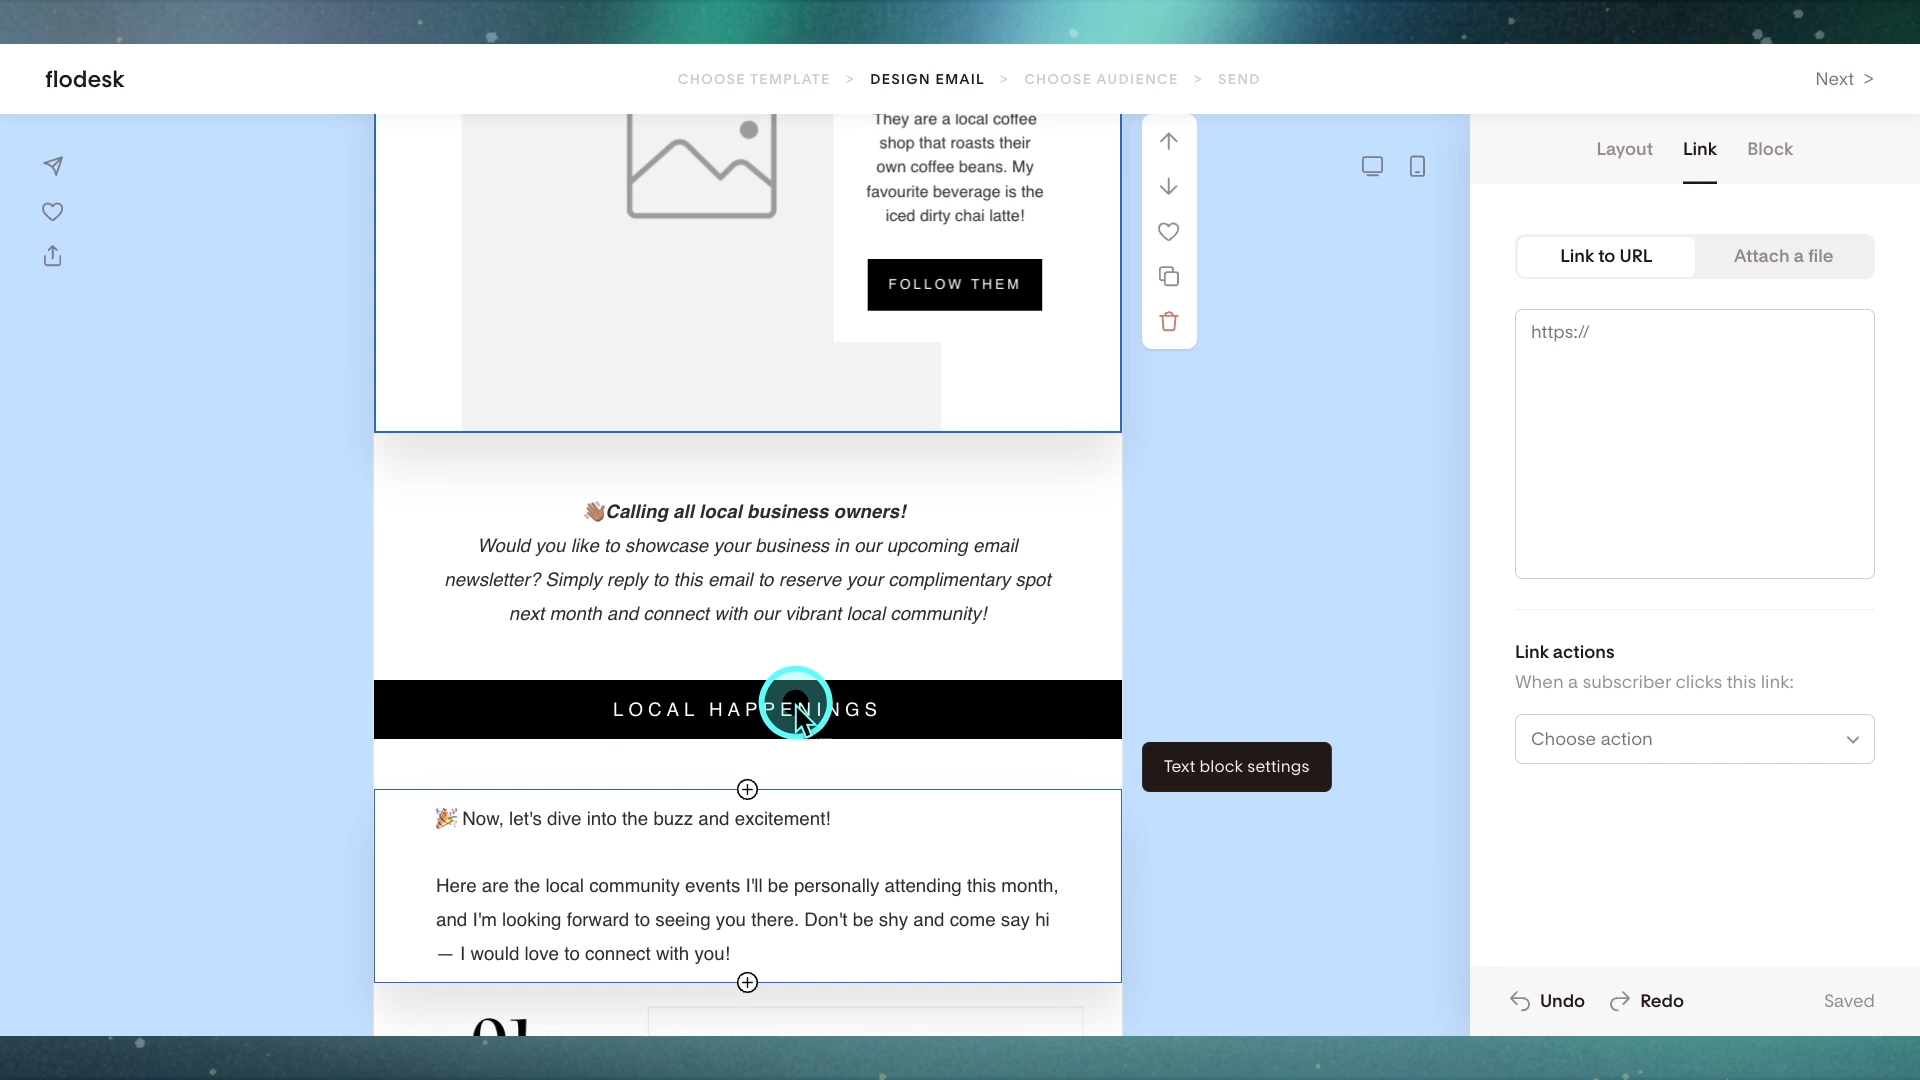 flodesk
CHOOSE TEMPLATE > DESIGN EMAIL > CHOOSE AUDIENCE > SEND
Next >
They are a local coffee
shop that roasts their
own coffee beans. My
favourite beverage is the
iced dirty chai latte!
FOLLOW THEM
👋🏽Calling all local business owners!
Would you like to showcase your business in our upcoming email
newsletter? Simply reply to this email to reserve your complimentary spot
next month and connect with our vibrant local community!
LOCAL HAPPENINGS
Text block settings
🎉 Now, let's dive into the buzz and excitement!
Here are the local community events I'll be personally attending this month,
and I'm looking forward to seeing you there. Don't be shy and come say hi
— I would love to connect with you!
01
Layout Link Block
Link to URL Attach a file
https://
Link actions
When a subscriber clicks this link:
Choose action
Undo Redo Saved